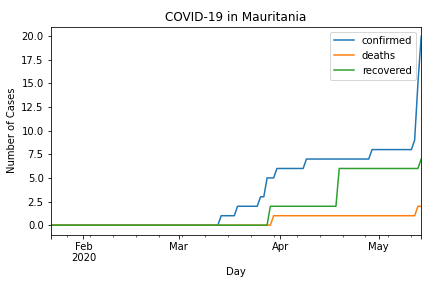 COVID-19 in Mauritania
confirmed
deaths
recovered
Number of Cases
20.0
17.5
15.0
12.5
10.0
7.5
5.0
2.5
0.0
Feb Mar Apr May
2020
Day